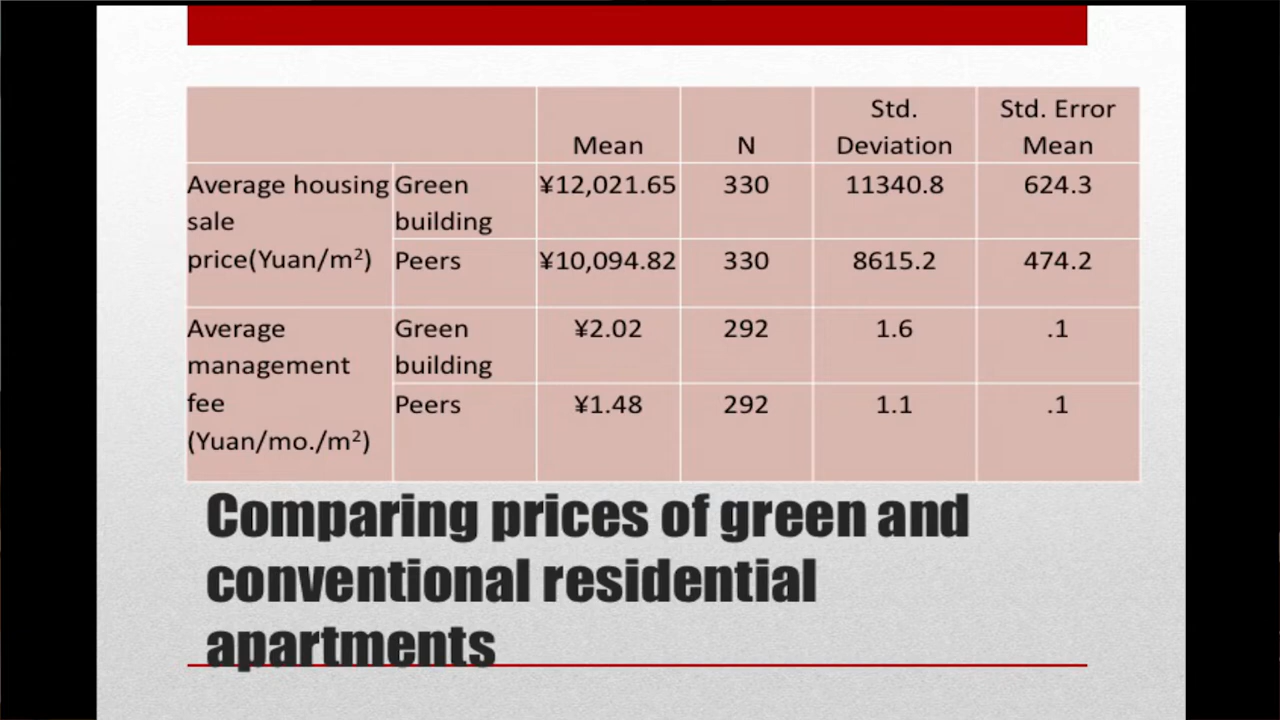 Mean N Std. Deviation Std. Error Mean
Average housing sale price(Yuan/m²) Green building ¥12,021.65 330 11340.8 624.3
Peers ¥10,094.82 330 8615.2 474.2
Average management fee (Yuan/mo./m²) Green building ¥2.02 292 1.6 .1
Peers ¥1.48 292 1.1 .1
Comparing prices of green and
conventional residential
apartments